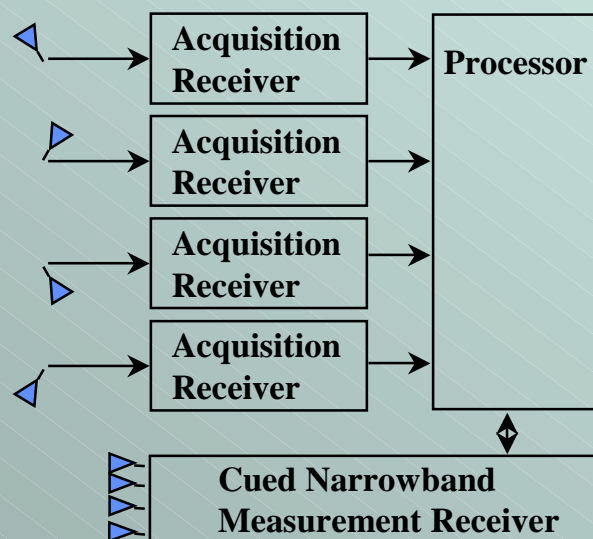 Acquisition
Receiver
Processor
Acquisition
Receiver
Acquisition
Receiver
Acquisition
Receiver
Cued Narrowband
Measurement Receiver